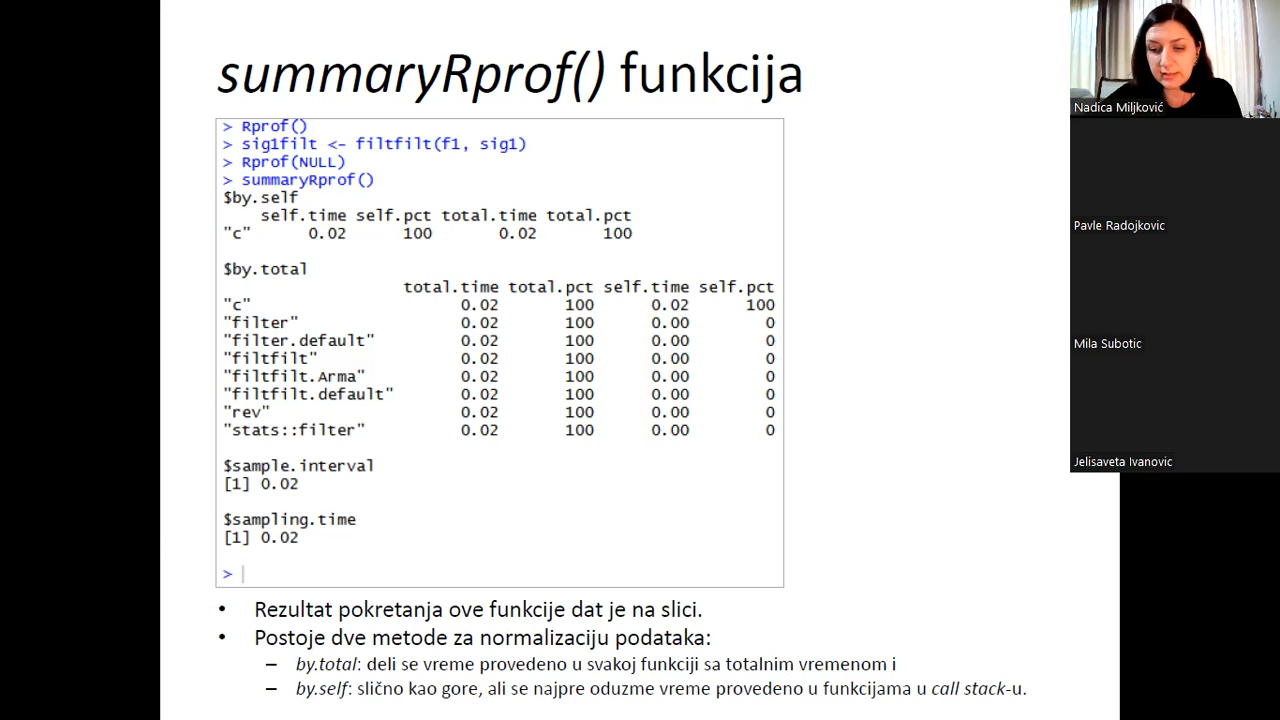 summaryRprof() funkcija
> Rprof()
> sig1filt <- filtfilt(f1, sig1)
> Rprof(NULL)
> summaryRprof()
$by.self
self.time self.pct total.time total.pct
"c" 0.02 100 0.02 100
$by.total
total.time total.pct self.time self.pct
"c" 0.02 100 0.02 100
"filter" 0.02 100 0.00 0
"filter.default" 0.02 100 0.00 0
"filtfilt" 0.02 100 0.00 0
"filtfilt.Arma" 0.02 100 0.00 0
"filtfilt.default" 0.02 100 0.00 0
"rev" 0.02 100 0.00 0
"stats::filter" 0.02 100 0.00 0
$sample.interval
[1] 0.02
$sampling.time
[1] 0.02
>
• Rezultat pokretanja ove funkcije dat je na slici.
• Postoje dve metode za normalizaciju podataka:
– by.total: deli se vreme provedeno u svakoj funkciji sa totalnim vremenom i
– by.self: slično kao gore, ali se najpre oduzme vreme provedeno u funkcijama u call stack-u.
Nadica Miljković
Pavle Radojkovic
Mila Subotic
Jelisaveta Ivanovic